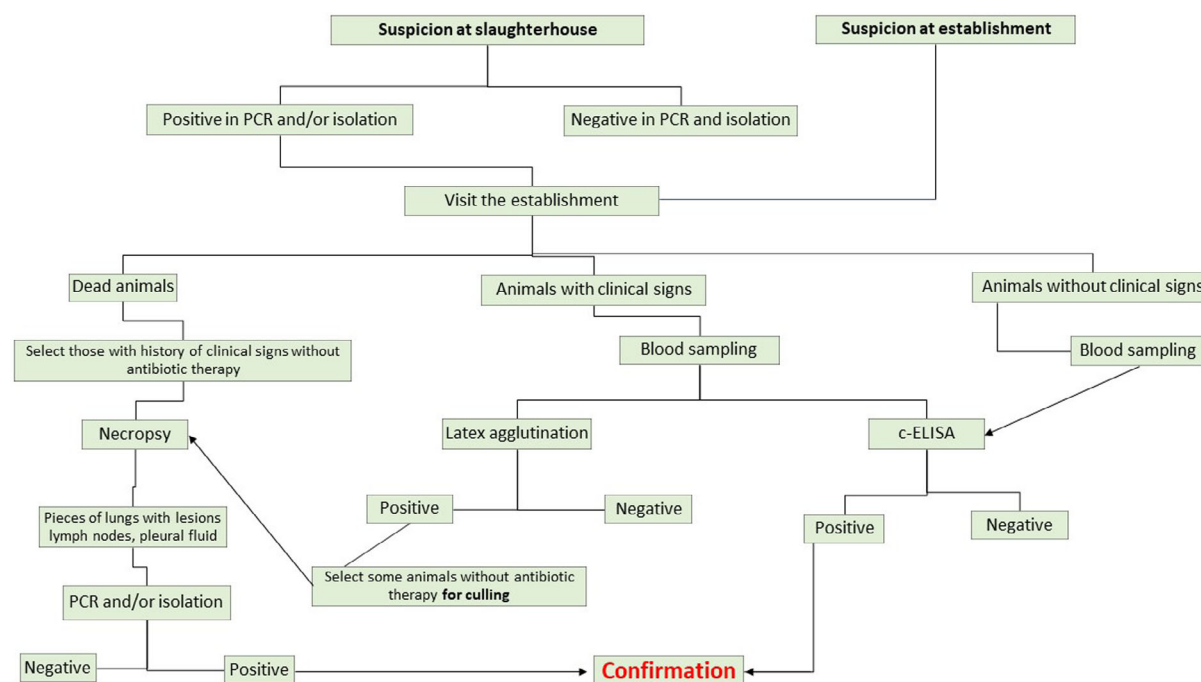 Suspicion at slaughterhouse
Suspicion at establishment
Positive in PCR and/or isolation
Negative in PCR and isolation
Visit the establishment
Dead animals
Animals with clinical signs
Animals without clinical signs
Select those with history of clinical signs without
antibiotic therapy
Blood sampling
Blood sampling
Necropsy
Latex agglutination
c-ELISA
Pieces of lungs with lesions
lymph nodes, pleural fluid
Positive
Negative
Positive
Negative
Select some animals without antibiotic
therapy for culling
PCR and/or isolation
Negative
Positive
Confirmation